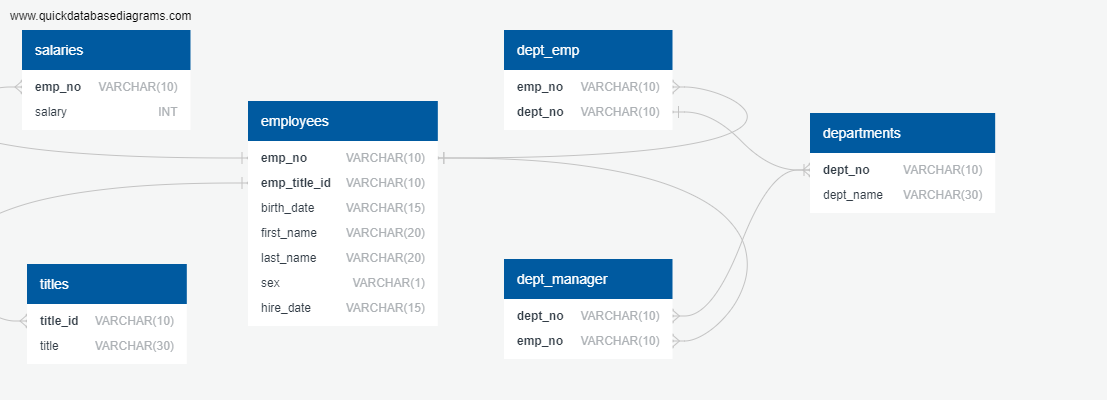 www.quickdatabasediagrams.com
salaries
emp_no VARCHAR(10)
salary INT
employees
emp_no VARCHAR(10)
emp_title_id VARCHAR(10)
birth_date VARCHAR(15)
first_name VARCHAR(20)
last_name VARCHAR(20)
sex VARCHAR(1)
hire_date VARCHAR(15)
titles
title_id VARCHAR(10)
title VARCHAR(30)
dept_emp
emp_no VARCHAR(10)
dept_no VARCHAR(10)
departments
dept_no VARCHAR(10)
dept_name VARCHAR(30)
dept_manager
dept_no VARCHAR(10)
emp_no VARCHAR(10)